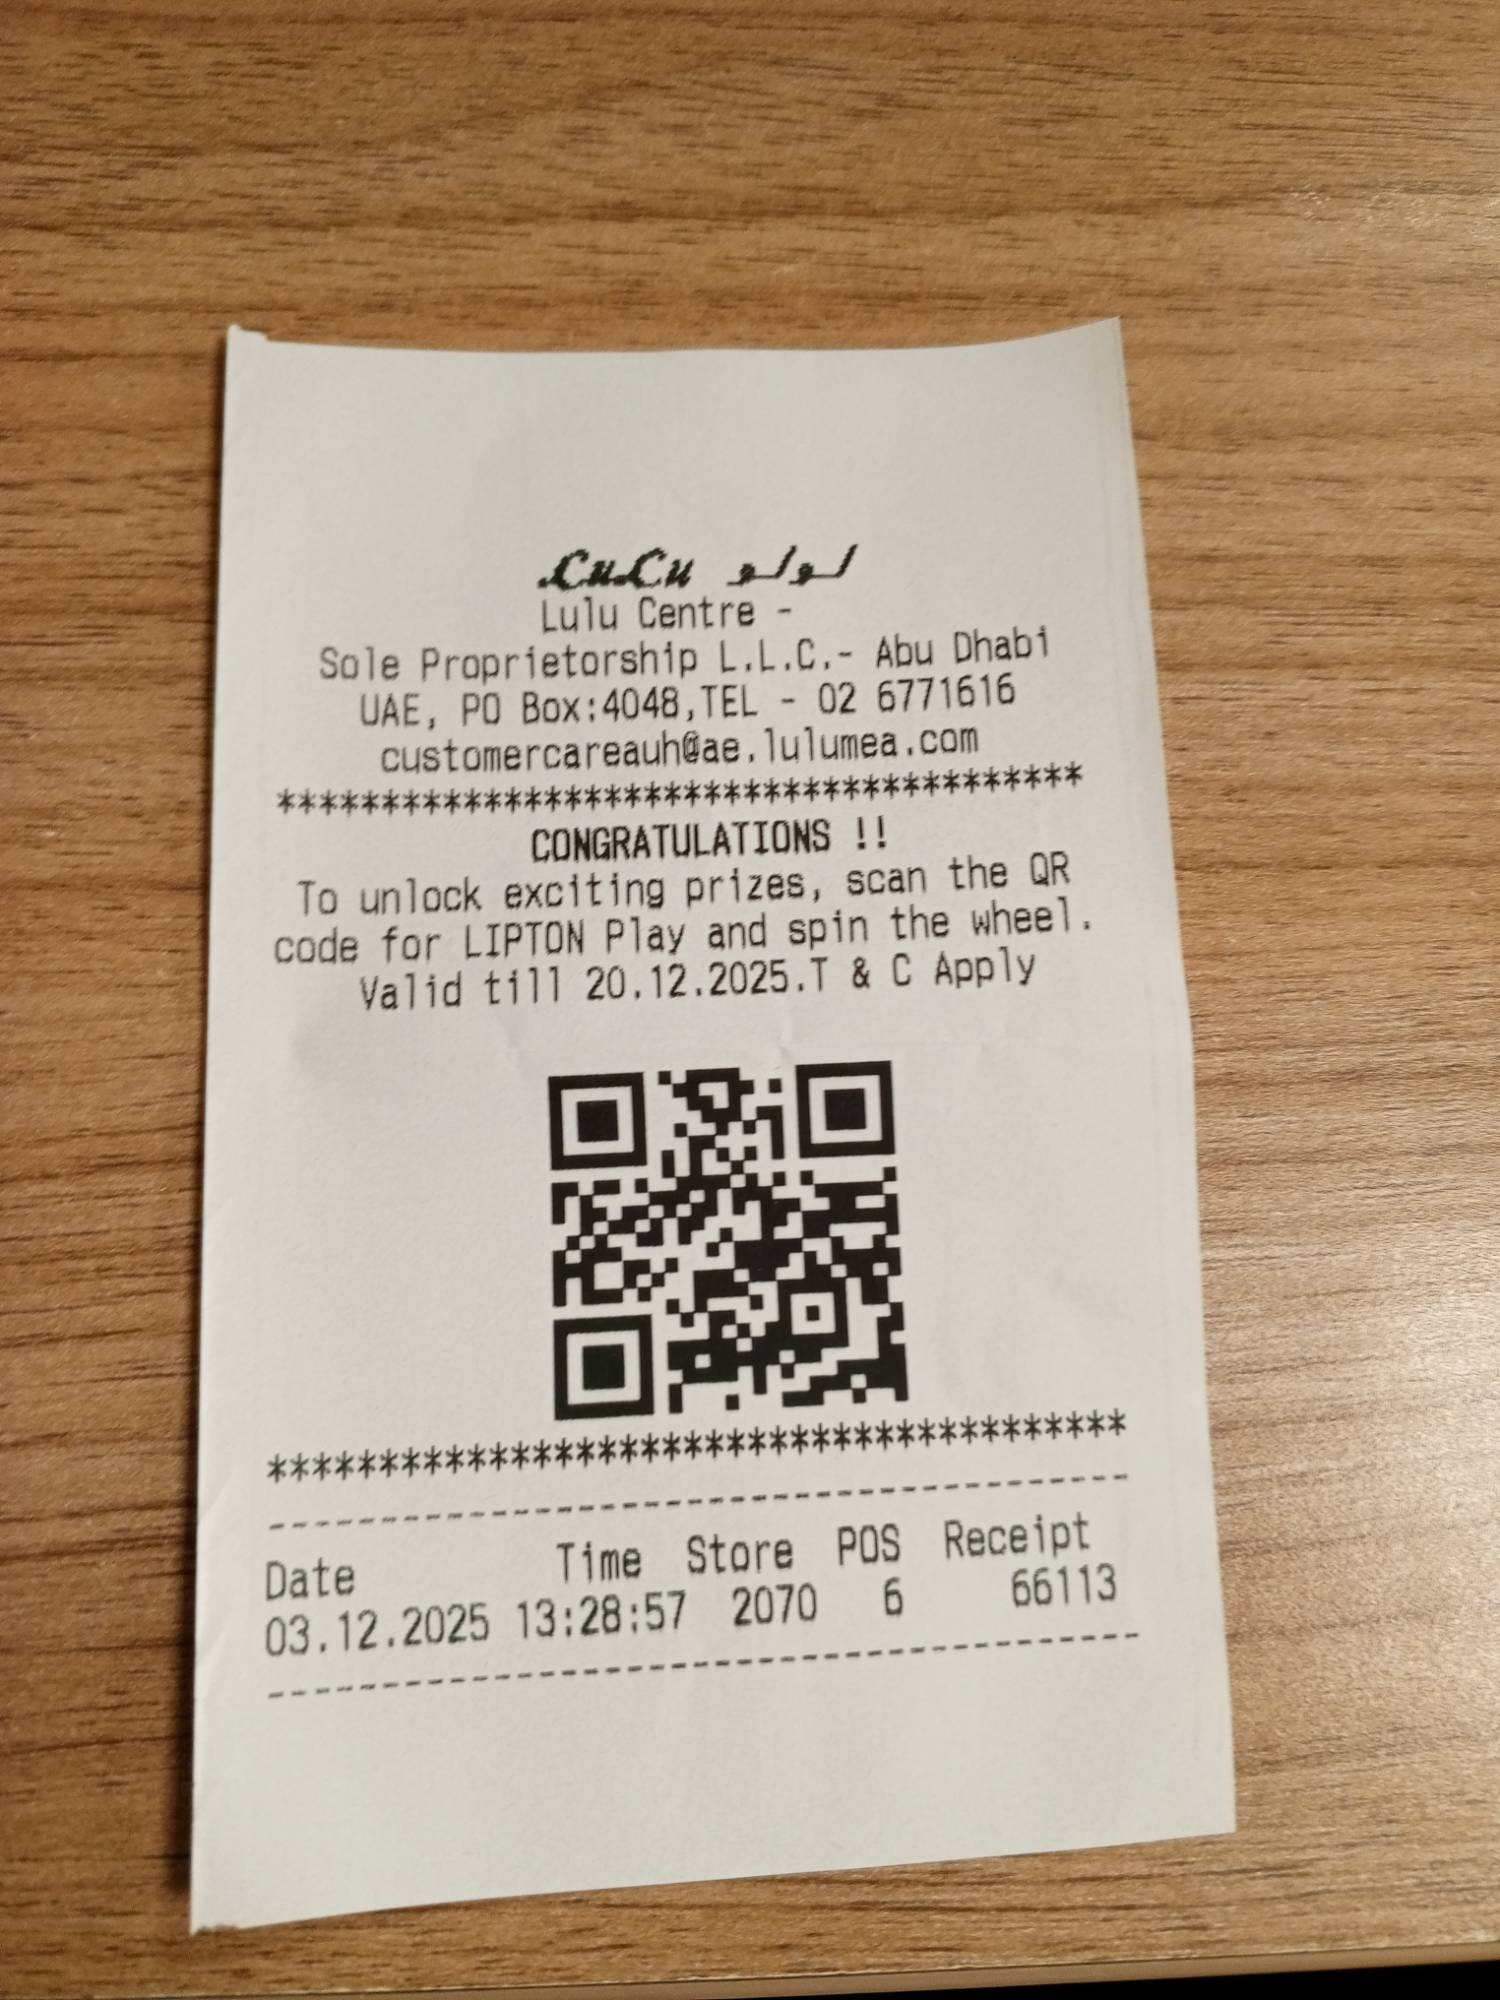 LuLu لولو
Lulu Centre -
Sole Proprietorship L.L.C.- Abu Dhabi
UAE, PO Box:4048,TEL - 02 6771616
customercareauh@ae.lulumea.com
***************************************
CONGRATULATIONS !!
To unlock exciting prizes, scan the QR
code for LIPTON Play and spin the wheel.
Valid till 20.12.2025.T & C Apply
***************************************
---------------------------------------
Date Time Store POS Receipt
03.12.2025 13:28:57 2070 6 66113
---------------------------------------